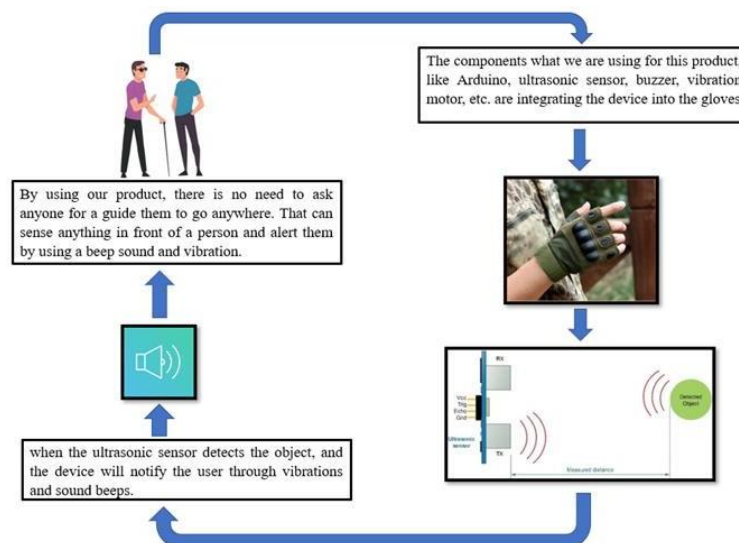 The components what we are using for this product,
like Arduino, ultrasonic sensor, buzzer, vibration
motor, etc. are integrating the device into the gloves
By using our product, there is no need to ask
anyone for a guide them to go anywhere. That can
sense anything in front of a person and alert them
by using a beep sound and vibration.
RX
Vcc
Trig
Echo
Gnd
Ultrasonic
sensor
TX
Detected
Object
Measured distance
when the ultrasonic sensor detects the object, and
the device will notify the user through vibrations
and sound beeps.